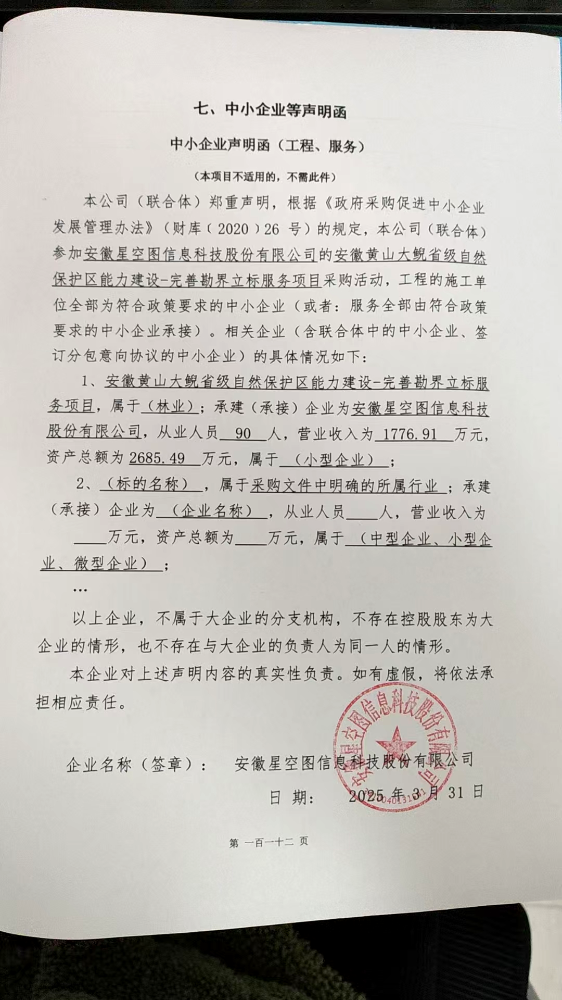 七、中小企业等声明函
中小企业声明函（工程、服务）
（本项目不适用的，不需此件）
本公司（联合体）郑重声明，根据《政府采购促进中小企业
发展管理办法》（财库﹝2020﹞26 号）的规定，本公司（联合体）
参加安徽星空图信息科技股份有限公司的安徽黄山大鲵省级自然
保护区能力建设-完善勘界立标服务项目采购活动，工程的施工单
位全部为符合政策要求的中小企业（或者：服务全部由符合政策
要求的中小企业承接）。相关企业（含联合体中的中小企业、签
订分包意向协议的中小企业）的具体情况如下：
1、安徽黄山大鲵省级自然保护区能力建设-完善勘界立标服
务项目，属于（林业）；承建（承接）企业为安徽星空图信息科技
股份有限公司，从业人员 90 人，营业收入为 1776.91 万元，
资产总额为 2685.49 万元，属于 （小型企业） ；
2、（标的名称） ，属于采购文件中明确的所属行业 ；承建
（承接）企业为 （企业名称） ，从业人员____人，营业收入为
____万元，资产总额为____万元，属于 （中型企业、小型企
业、微型企业） ；
…
以上企业，不属于大企业的分支机构，不存在控股股东为大
企业的情形，也不存在与大企业的负责人为同一人的情形。
本企业对上述声明内容的真实性负责。如有虚假，将依法承
担相应责任。
安徽星空图信息科技股份有限公司
企业名称（签章）： 安徽星空图信息科技股份有限公司
日 期： 2025 年 3 月 31 日
第 一百一十二 页